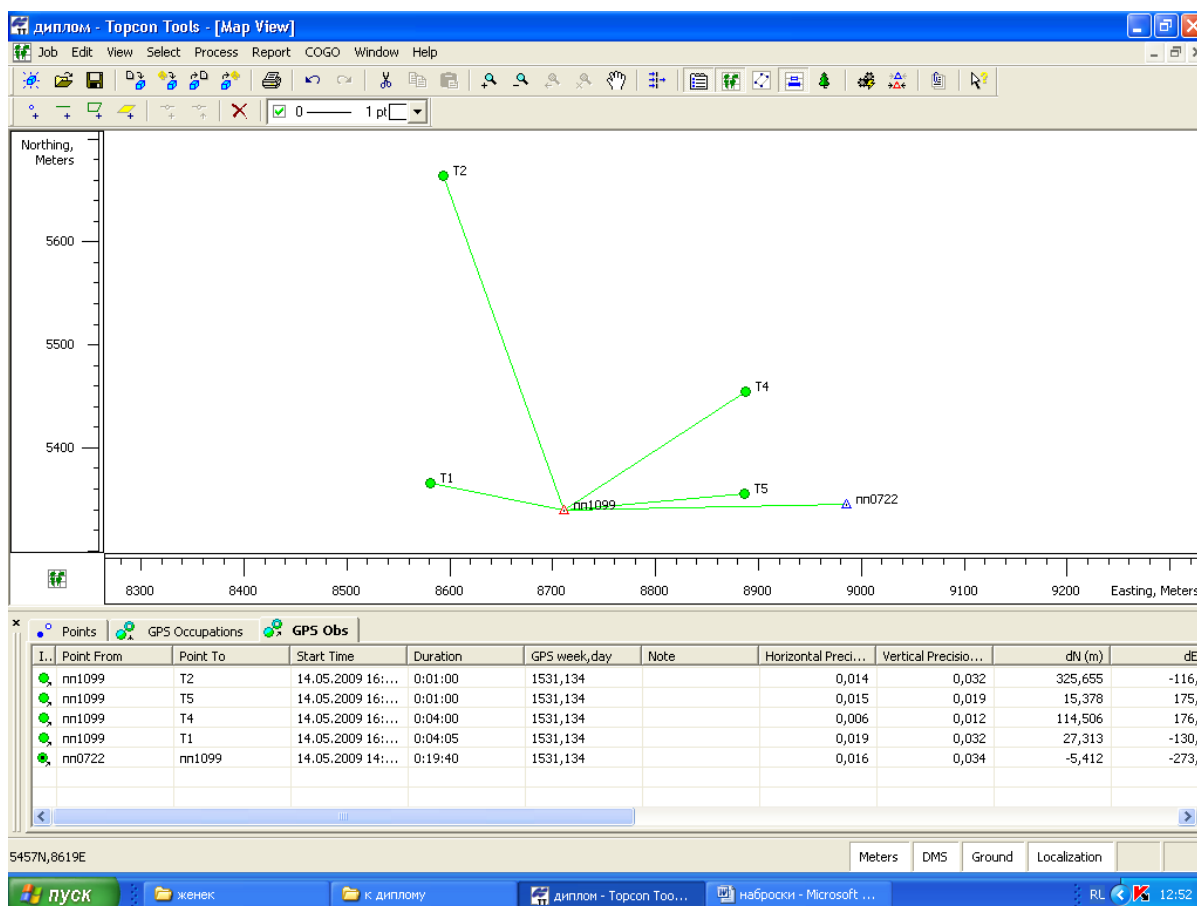 диплом - Topcon Tools - [Map View]
Job Edit View Select Process Report COGO Window Help
0 1 pt
Northing,
Meters
T2
5600
5500
T4
5400
T1
T5
пп1099
пп0722
8300 8400 8500 8600 8700 8800 8900 9000 9100 9200 Easting, Meters
Points GPS Occupations GPS Obs
I.. Point From Point To Start Time Duration GPS week,day Note Horizontal Preci... Vertical Precisio... dN (m) dE
пп1099 T2 14.05.2009 16:... 0:01:00 1531,134 0,014 0,032 325,655 -116,
пп1099 T5 14.05.2009 16:... 0:01:00 1531,134 0,015 0,019 15,378 175,
пп1099 T4 14.05.2009 16:... 0:04:00 1531,134 0,006 0,012 114,506 176,
пп1099 T1 14.05.2009 16:... 0:04:05 1531,134 0,019 0,032 27,313 -130,
пп0722 пп1099 14.05.2009 14:... 0:19:40 1531,134 0,016 0,034 -5,412 -273,
5457N,8619E Meters DMS Ground Localization
пуск женек к диплому диплом - Topcon Too... наброски - Microsoft ... RL 12:52